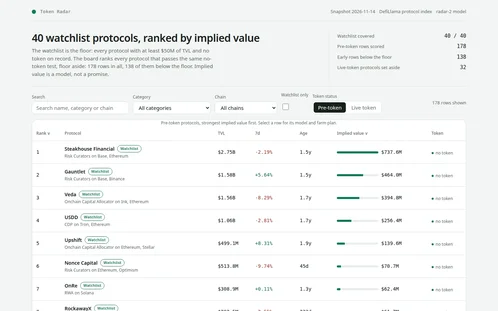 Token Radar
Snapshot 2026-11-14 DefiLlama protocol index radar-2 model
40 watchlist protocols, ranked by implied value
The watchlist is the floor: every protocol with at least $50M of TVL and no
token on record. The board ranks every protocol that passes the same no-
token test, floor aside: 178 rows in all, 138 of them below the floor. Implied
value is a model, not a promise.
Watchlist covered 40 / 40
Pre-token rows scored 178
Early rows below the floor 138
Live-token protocols set aside 32
Search Category Chain Watchlist only Token status
Search name, category or chain All categories All chains Pre-token Live token 178 rows shown
Pre-token protocols, strongest implied value first. Select a row for its model and farm plan.
Rank Protocol TVL 7d Age Implied value Token
1 Steakhouse Financial Watchlist $2.75B -2.19% 1.5y $737.6M no token
Risk Curators on Base, Ethereum
2 Gauntlet Watchlist $1.58B +5.64% 1.5y $464.0M no token
Risk Curators on Base, Binance
3 Veda Watchlist $1.56B 1.7y $394.8M no token
Onchain Capital Allocator on Ink, Ethereum
4 USDD Watchlist $1.06B -2.81% 1.7y $256.4M no token
CDP on Tron, Ethereum
5 Upshift Watchlist $499.1M +8.31% 1.9y $139.6M no token
Onchain Capital Allocator on Ethereum, Stellar
6 Nonce Capital Watchlist $513.8M -9.74% 45d $70.7M no token
Risk Curators on Ethereum, Optimism
7 OnRe Watchlist $308.9M +0.11% 1.3y $62.4M no token
RWA on Solana
RockawayX Watchlist